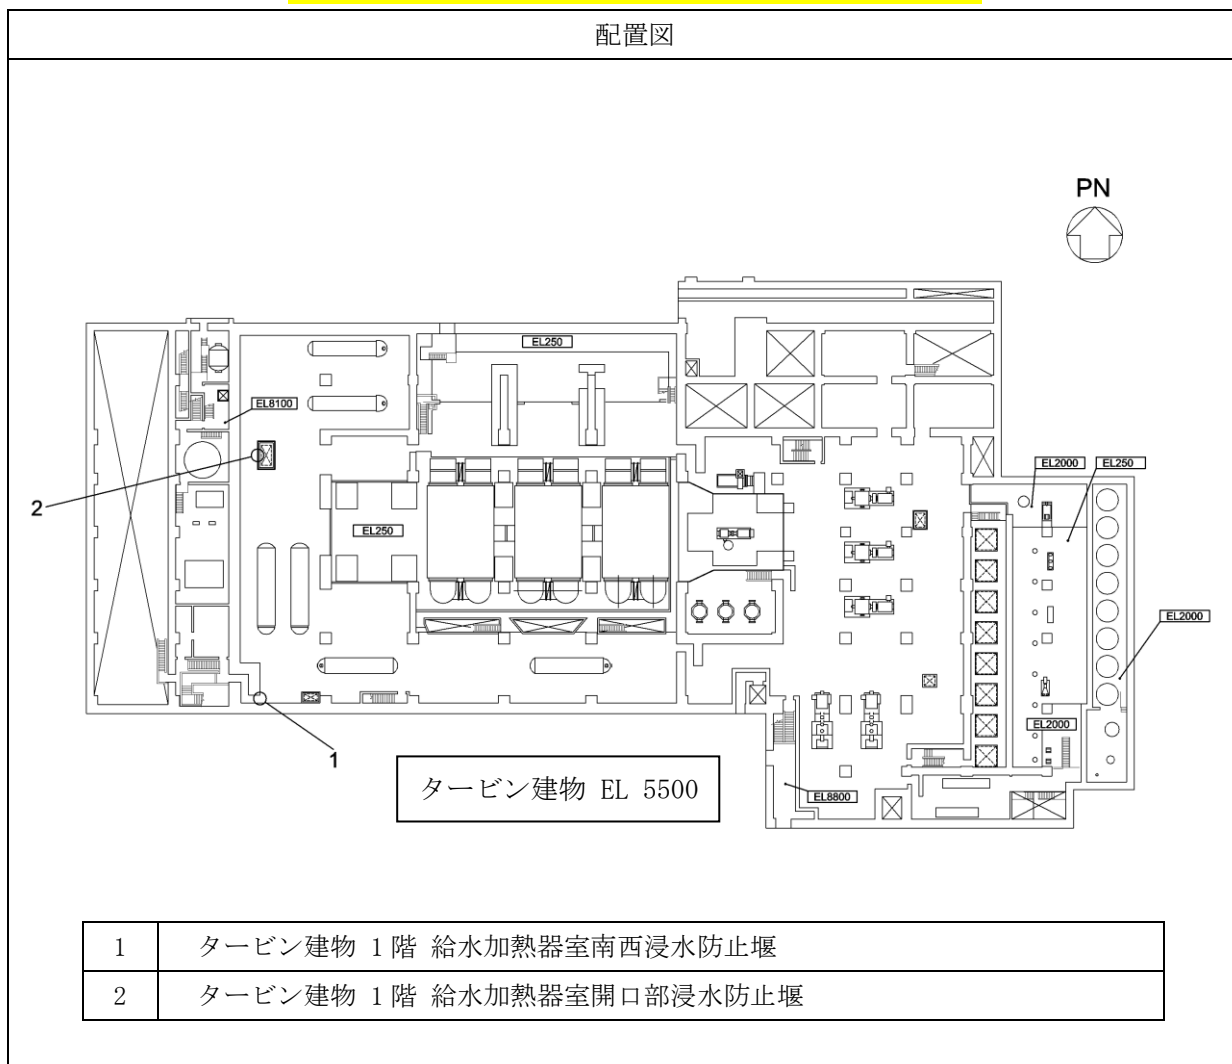 配置図
PN
EL250
EL8100
EL2000
EL250
2
EL250
EL2000
EL2000
1
タービン建物 EL 5500
EL8800
1 タービン建物 1階 給水加熱器室南西浸水防止堰
2 タービン建物 1階 給水加熱器室開口部浸水防止堰